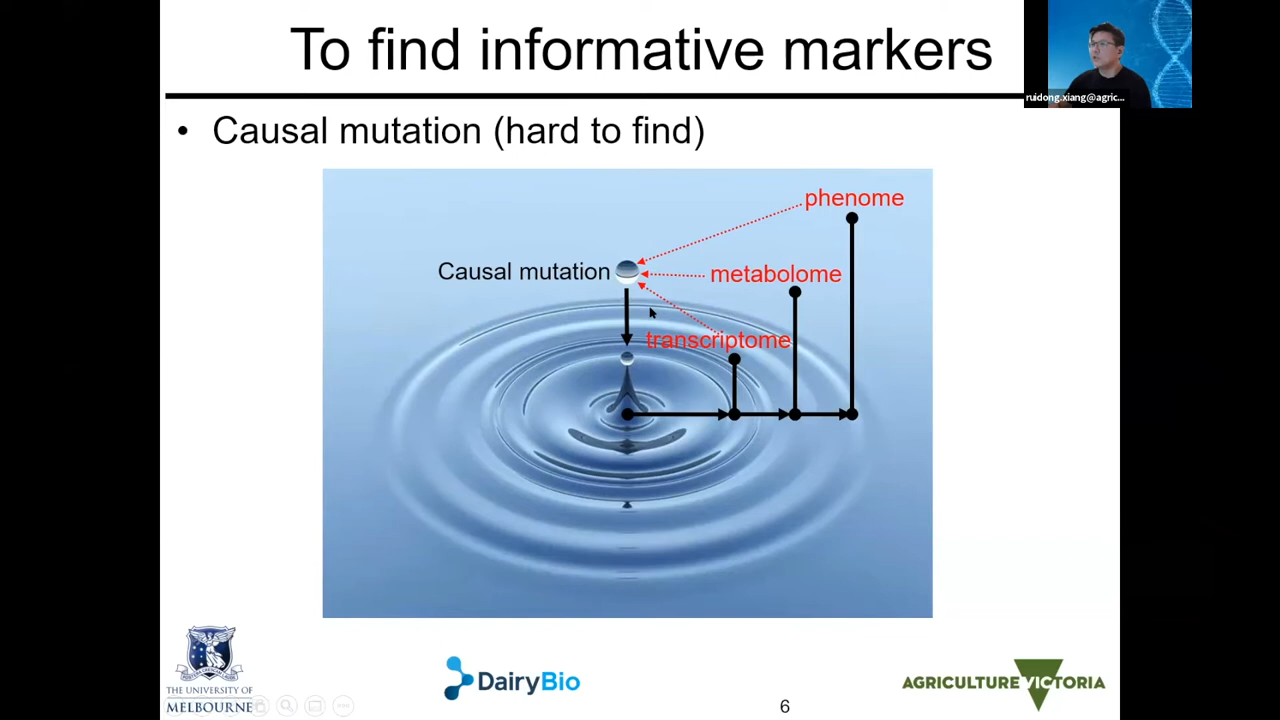 To find informative markers
ruidong.xiang@agric...
• Causal mutation (hard to find)
phenome
Causal mutation
metabolome
transcriptome
THE UNIVERSITY OF
MELBOURNE
DairyBio
AGRICULTURE VICTORIA
6